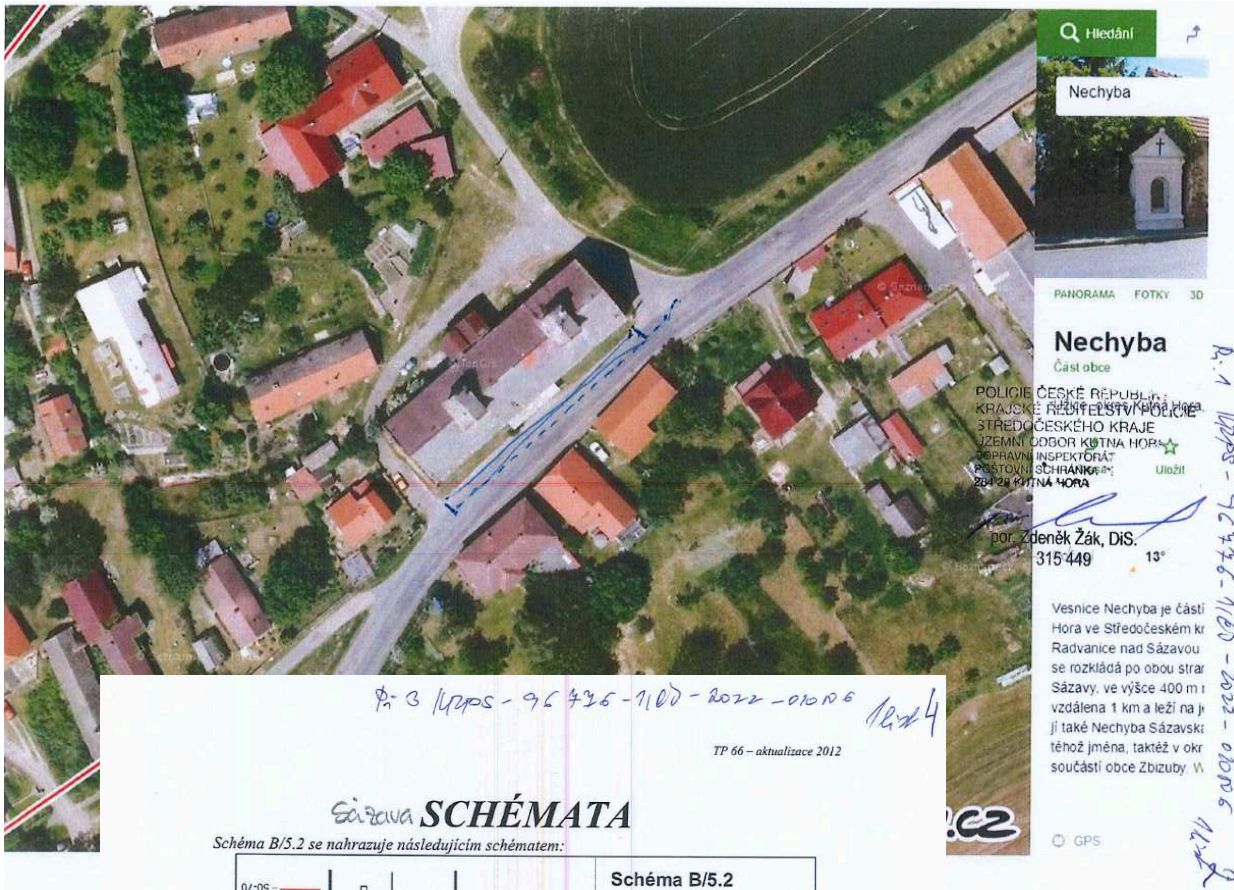 Hledání
Nechyba
PANORAMA FOTKY 3D
Nechyba
Část obce
POLICIE ČESKÉ REPUBLIKY
KRAJSKÉ ŘEDITELSTVÍ POLICIE
STŘEDOČESKÉHO KRAJE
ÚZEMNÍ ODBOR KUTNÁ HORA
DOPRAVNÍ INSPEKTORÁT
POŠTOVNÍ SCHRÁNKA
KUTNÁ HORA
Uložit
por. Zdeněk Žák, DiS.
315 449
13°
Vesnice Nechyba je částí
Hora ve Středočeském kr
Radvanice nad Sázavou
se rozkládá po obou stran
Sázavy, ve výšce 400 m
vzdálena 1 km a leží na
jí také Nechyba Sázavská
téhož jména, taktéž v okr
součástí obce Zbizuby. W
GPS
.cz
2022
TP 66 – aktualizace 2012
Sázava SCHÉMATA
Schéma B/5.2 se nahrazuje následujícím schématem:
Schéma B/5.2